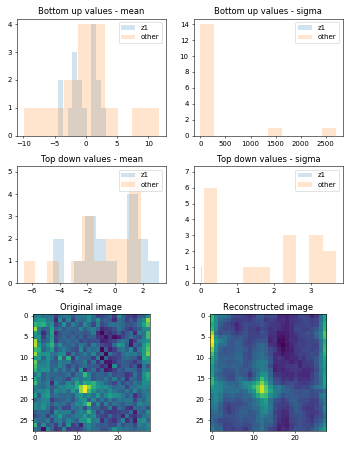 Bottom up values - mean
Bottom up values - sigma
4
3
2
1
0
z1
other
−10 −5 0 5 10
14
12
10
8
6
4
2
0
z1
other
0 500 1000 1500 2000 2500
Top down values - mean
Top down values - sigma
5
4
3
2
1
0
z1
other
−6 −4 −2 0 2
7
6
5
4
3
2
1
0
z1
other
0 1 2 3
Original image
Reconstructed image
0
5
10
15
20
25
0 20
0
5
10
15
20
25
0 20